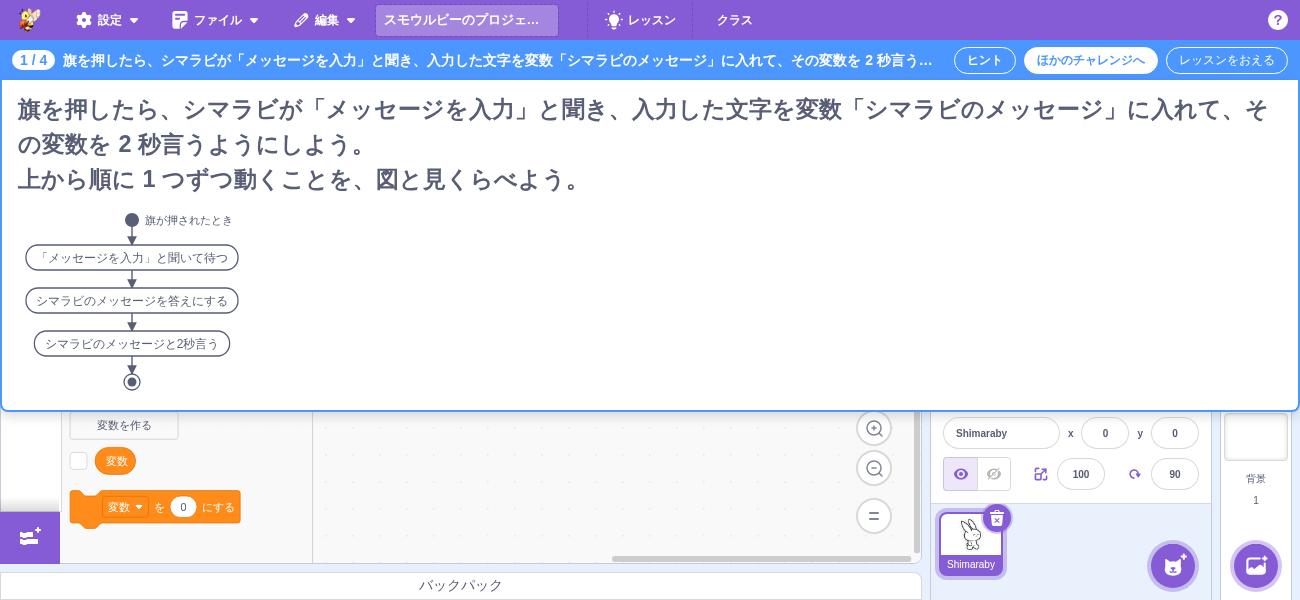 設定
ファイル
編集
スモウルビーのプロジェ…
レッスン
クラス
?
1 / 4
旗を押したら、シマラビが「メッセージを入力」と聞き、入力した文字を変数「シマラビのメッセージ」に入れて、その変数を 2 秒言う…
ヒント
ほかのチャレンジへ
レッスンをおえる
旗を押したら、シマラビが「メッセージを入力」と聞き、入力した文字を変数「シマラビのメッセージ」に入れて、そ
の変数を 2 秒言うようにしよう。
上から順に 1 つずつ動くことを、図と見くらべよう。
旗が押されたとき
「メッセージを入力」と聞いて待つ
シマラビのメッセージを答えにする
シマラビのメッセージと2秒言う
変数を作る
変数
変数 を 0 にする
Shimaraby x 0 y 0
100 90
背景
1
Shimaraby
バックパック